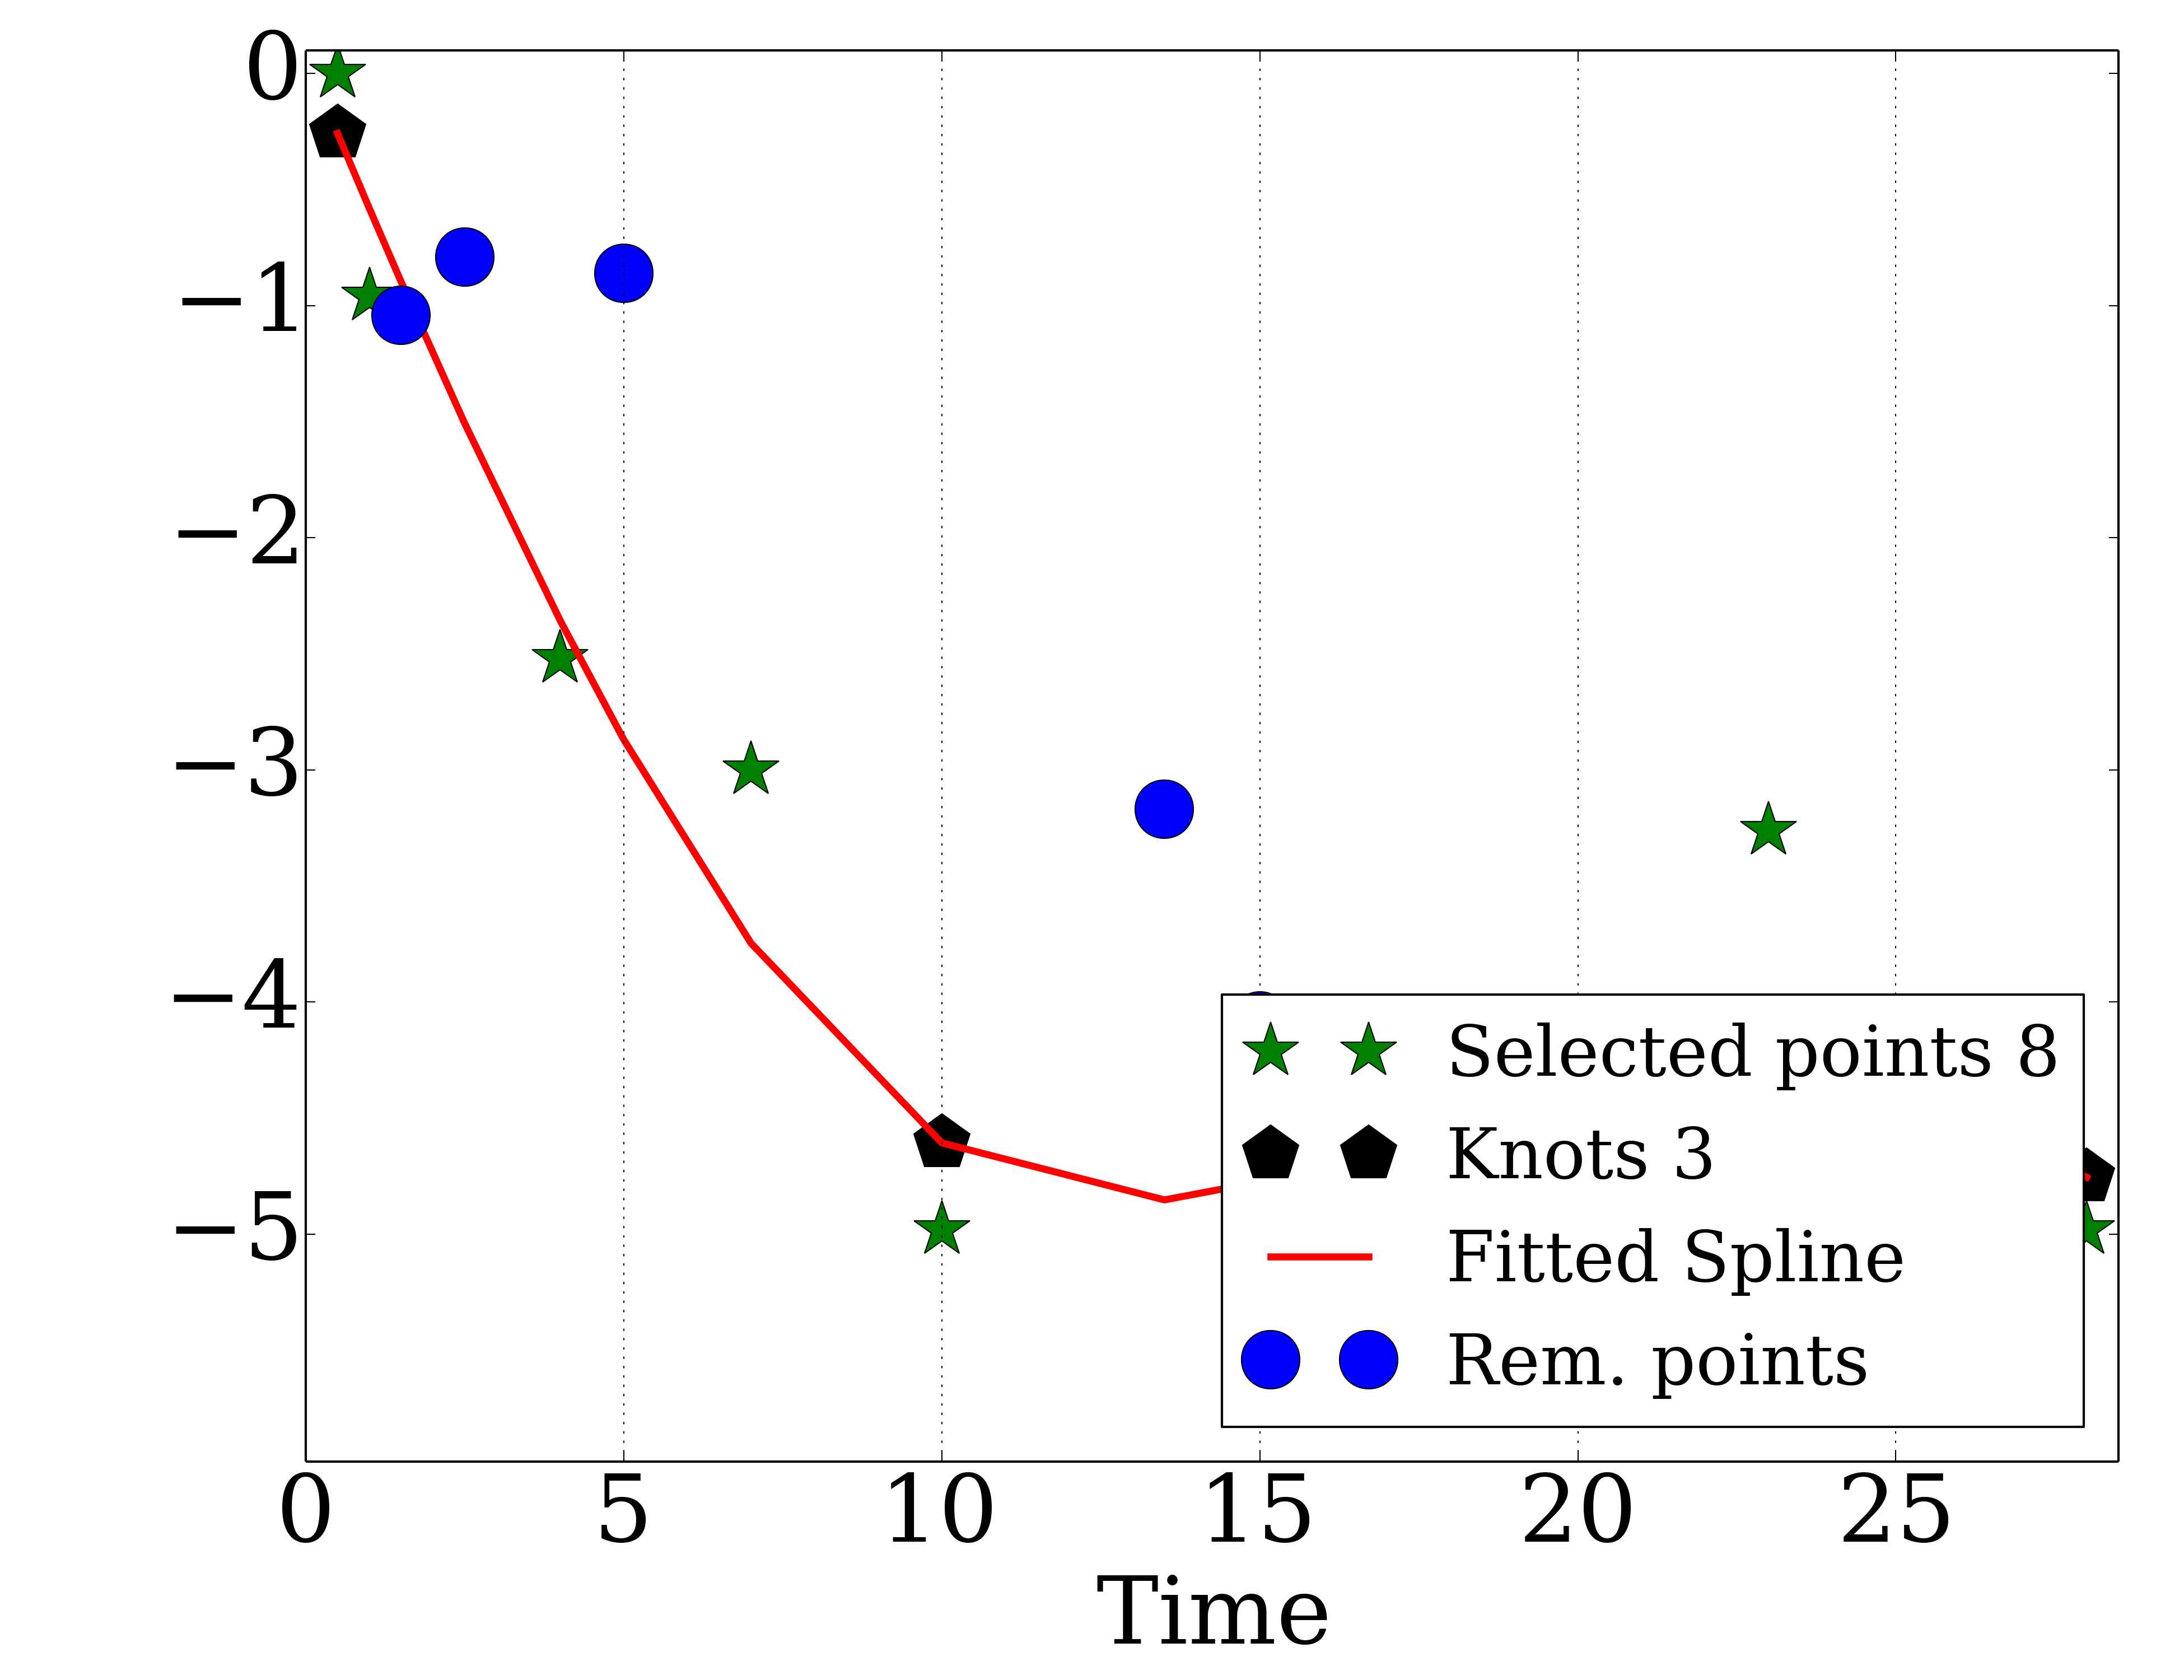 0
−1
−2
−3
−4
−5
Selected points 8
Knots 3
Fitted Spline
Rem. points
0 5 10 15 20 25
Time